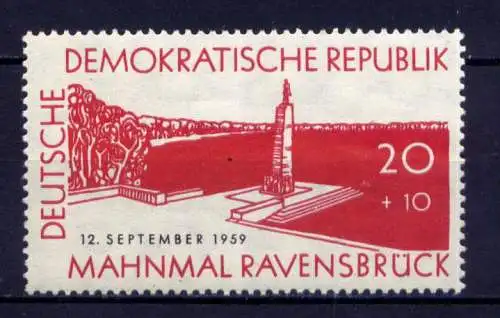 DEUTSCHE
DEMOKRATISCHE REPUBLIK
20
+ 10
12. SEPTEMBER 1959
MAHNMAL RAVENSBRÜCK